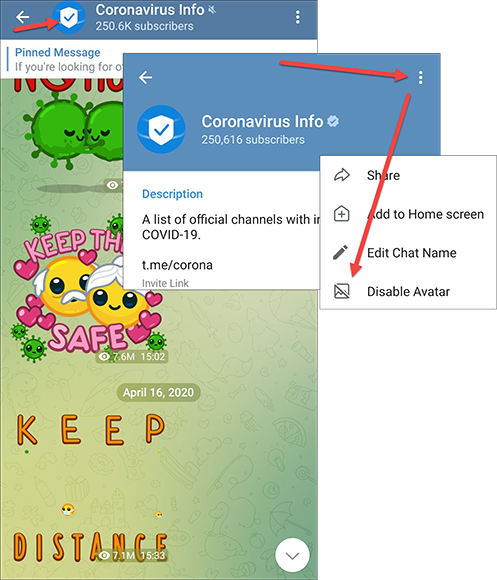 Coronavirus Info
250.6K subscribers
Pinned Message
If you're looking for of
KEEP THE
SAFE
7.6M 15:02
April 16, 2020
KEEP
DISTANCE
7.1M 15:33
Coronavirus Info
250,616 subscribers
Description
A list of official channels with in
COVID-19.
t.me/corona
Invite Link
Share
Add to Home screen
Edit Chat Name
Disable Avatar